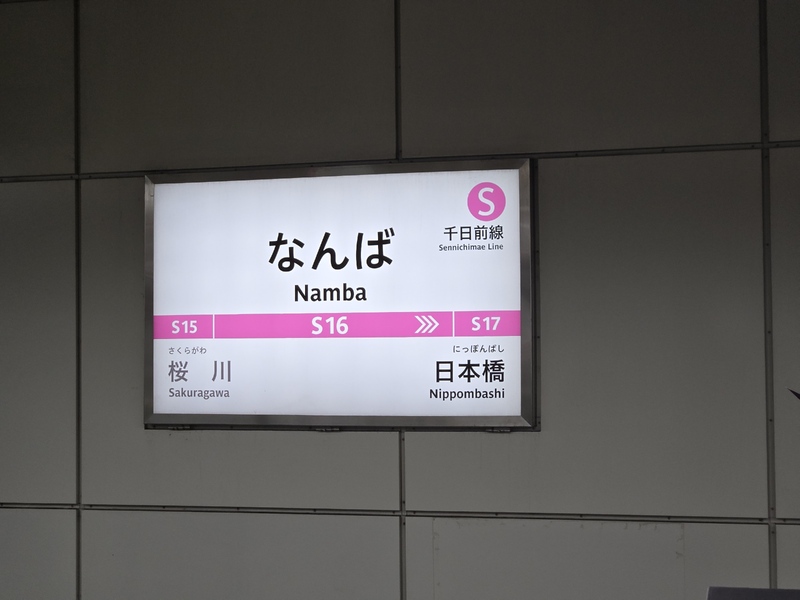 S
千日前線
Sennichimae Line
なんば
Namba
S15 S16 S17
さくらがわ
桜 川
Sakuragawa
にっぽんばし
日本橋
Nippombashi